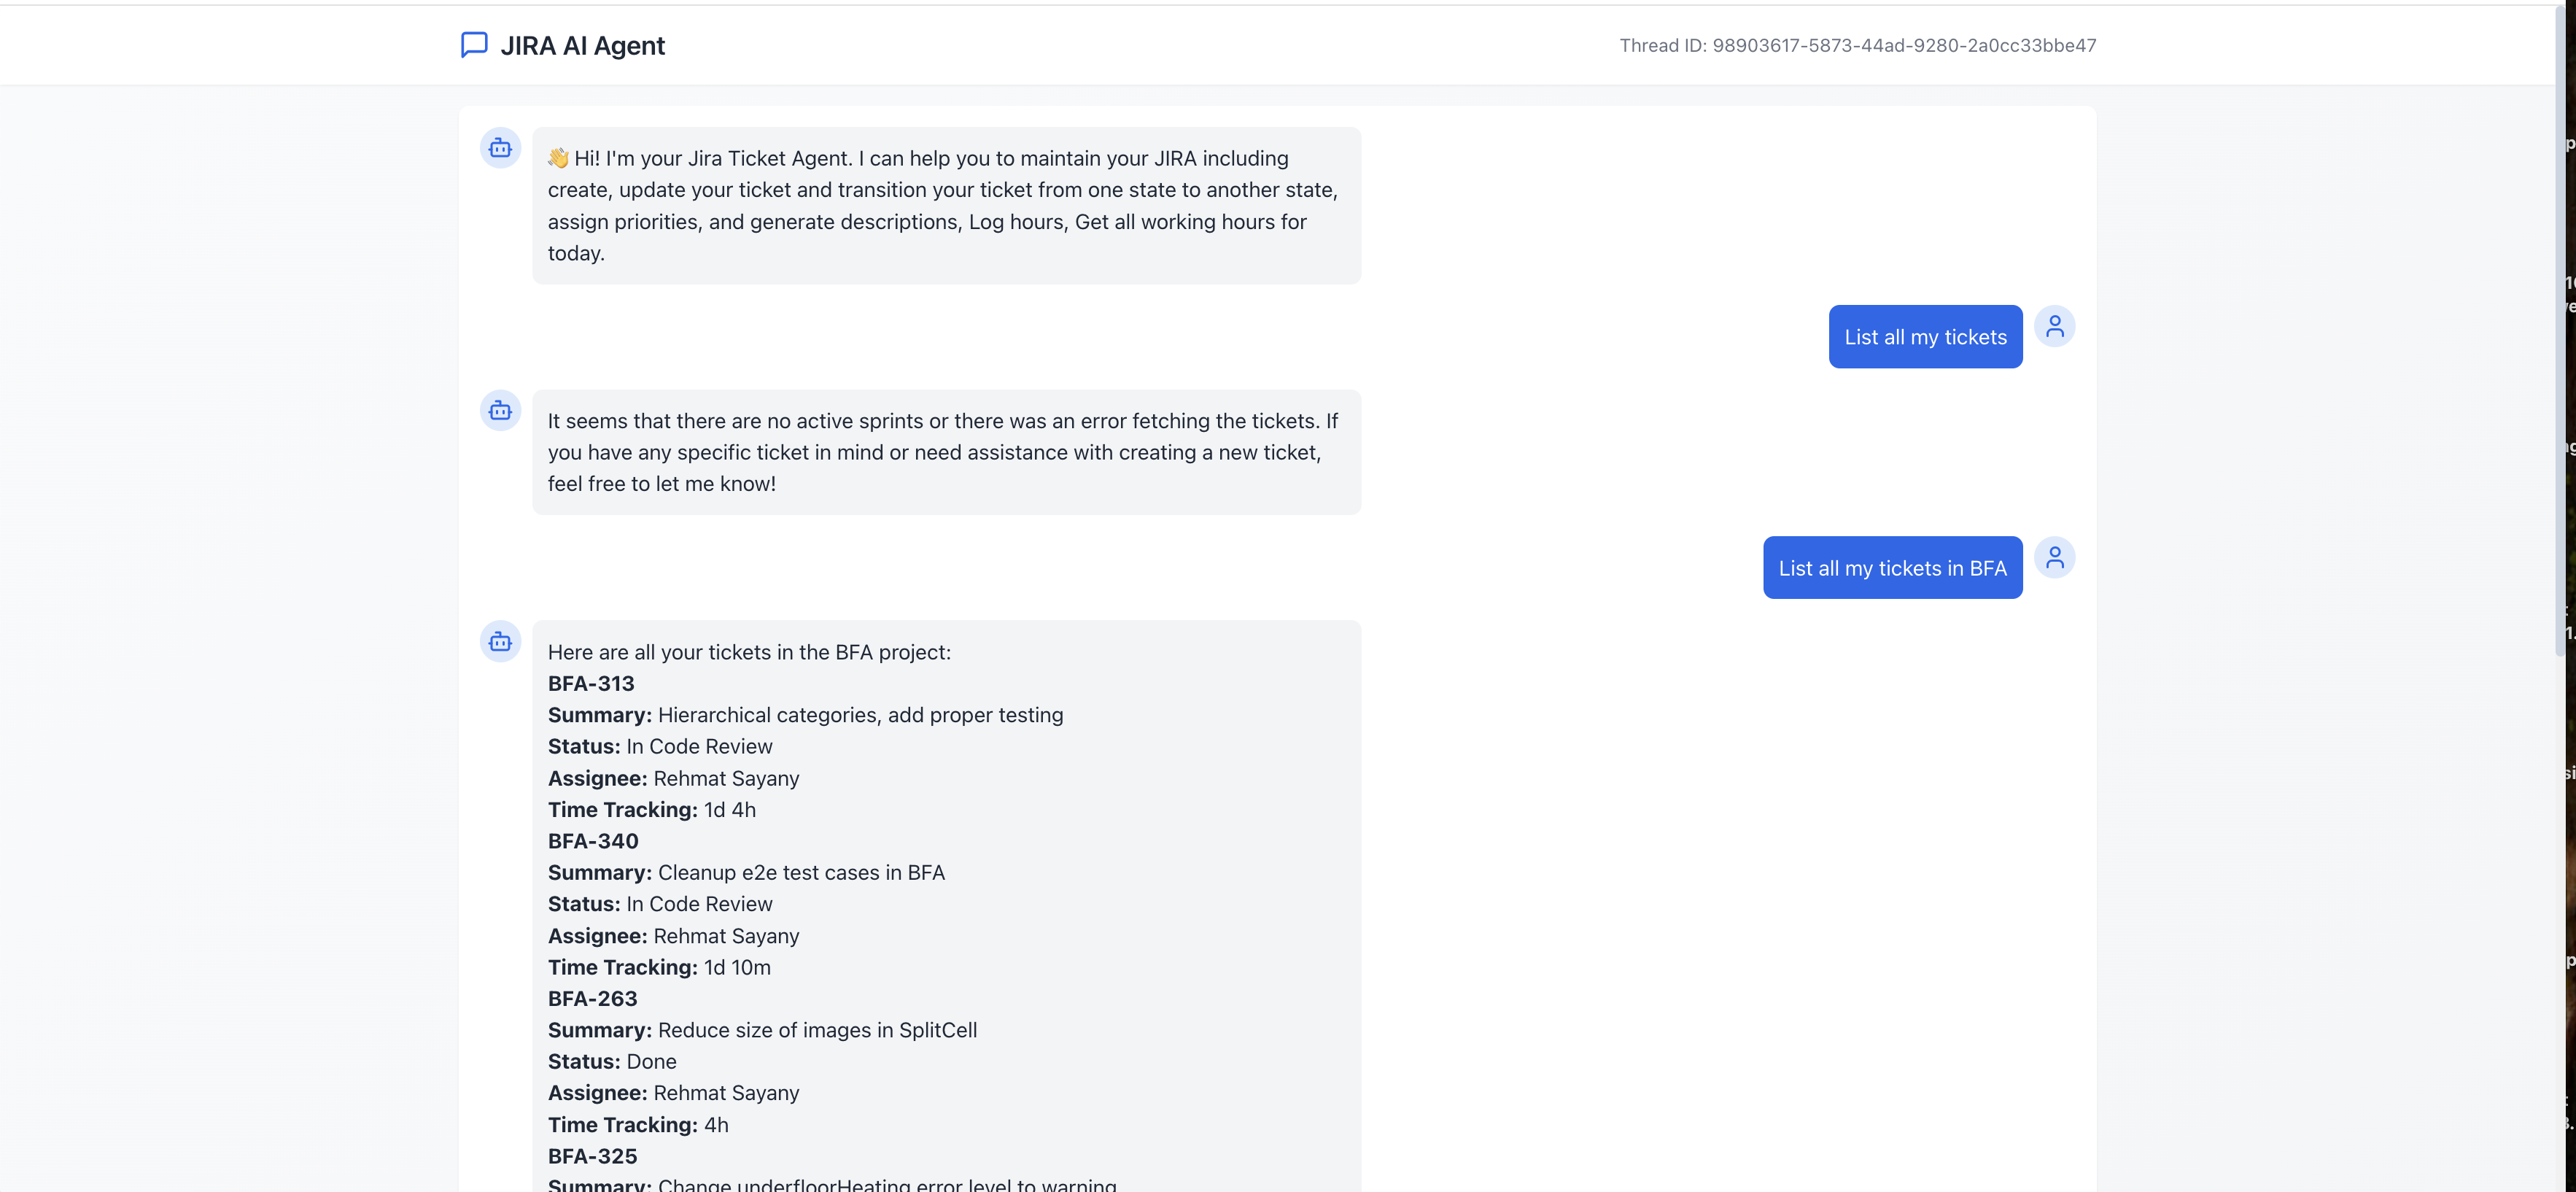 JIRA AI Agent
Thread ID: 98903617-5873-44ad-9280-2a0cc33bbe47
👋 Hi! I'm your Jira Ticket Agent. I can help you to maintain your JIRA including
create, update your ticket and transition your ticket from one state to another state,
assign priorities, and generate descriptions, Log hours, Get all working hours for
today.
List all my tickets
It seems that there are no active sprints or there was an error fetching the tickets. If
you have any specific ticket in mind or need assistance with creating a new ticket,
feel free to let me know!
List all my tickets in BFA
Here are all your tickets in the BFA project:
BFA-313
Summary: Hierarchical categories, add proper testing
Status: In Code Review
Assignee: Rehmat Sayany
Time Tracking: 1d 4h
BFA-340
Summary: Cleanup e2e test cases in BFA
Status: In Code Review
Assignee: Rehmat Sayany
Time Tracking: 1d 10m
BFA-263
Summary: Reduce size of images in SplitCell
Status: Done
Assignee: Rehmat Sayany
Time Tracking: 4h
BFA-325
Summary: Change underfloorHeating error level to warning